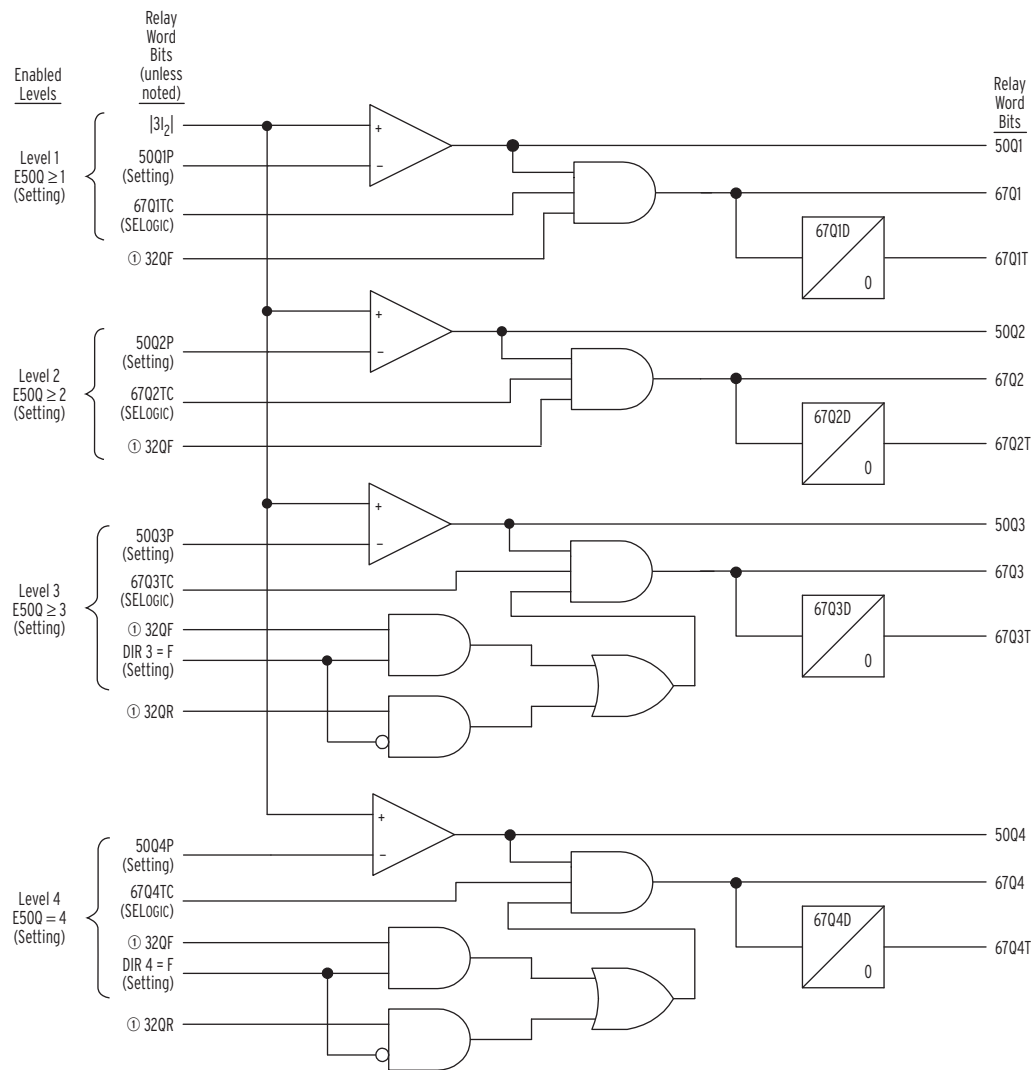 Relay
Word
Bits
(unless
noted)
Enabled
Levels
Relay
Word
Bits
Level 1
E50Q ≥ 1
(Setting)
|3I2|
50Q1P
(Setting)
67Q1TC
(SELOGIC)
① 32QF
+
−
67Q1D
0
50Q1
67Q1
67Q1T
Level 2
E50Q ≥ 2
(Setting)
50Q2P
(Setting)
67Q2TC
(SELOGIC)
① 32QF
+
−
67Q2D
0
50Q2
67Q2
67Q2T
Level 3
E50Q ≥ 3
(Setting)
50Q3P
(Setting)
67Q3TC
(SELOGIC)
① 32QF
DIR 3 = F
(Setting)
① 32QR
+
−
67Q3D
0
50Q3
67Q3
67Q3T
Level 4
E50Q = 4
(Setting)
50Q4P
(Setting)
67Q4TC
(SELOGIC)
① 32QF
DIR 4 = F
(Setting)
① 32QR
+
−
67Q4D
0
50Q4
67Q4
67Q4T